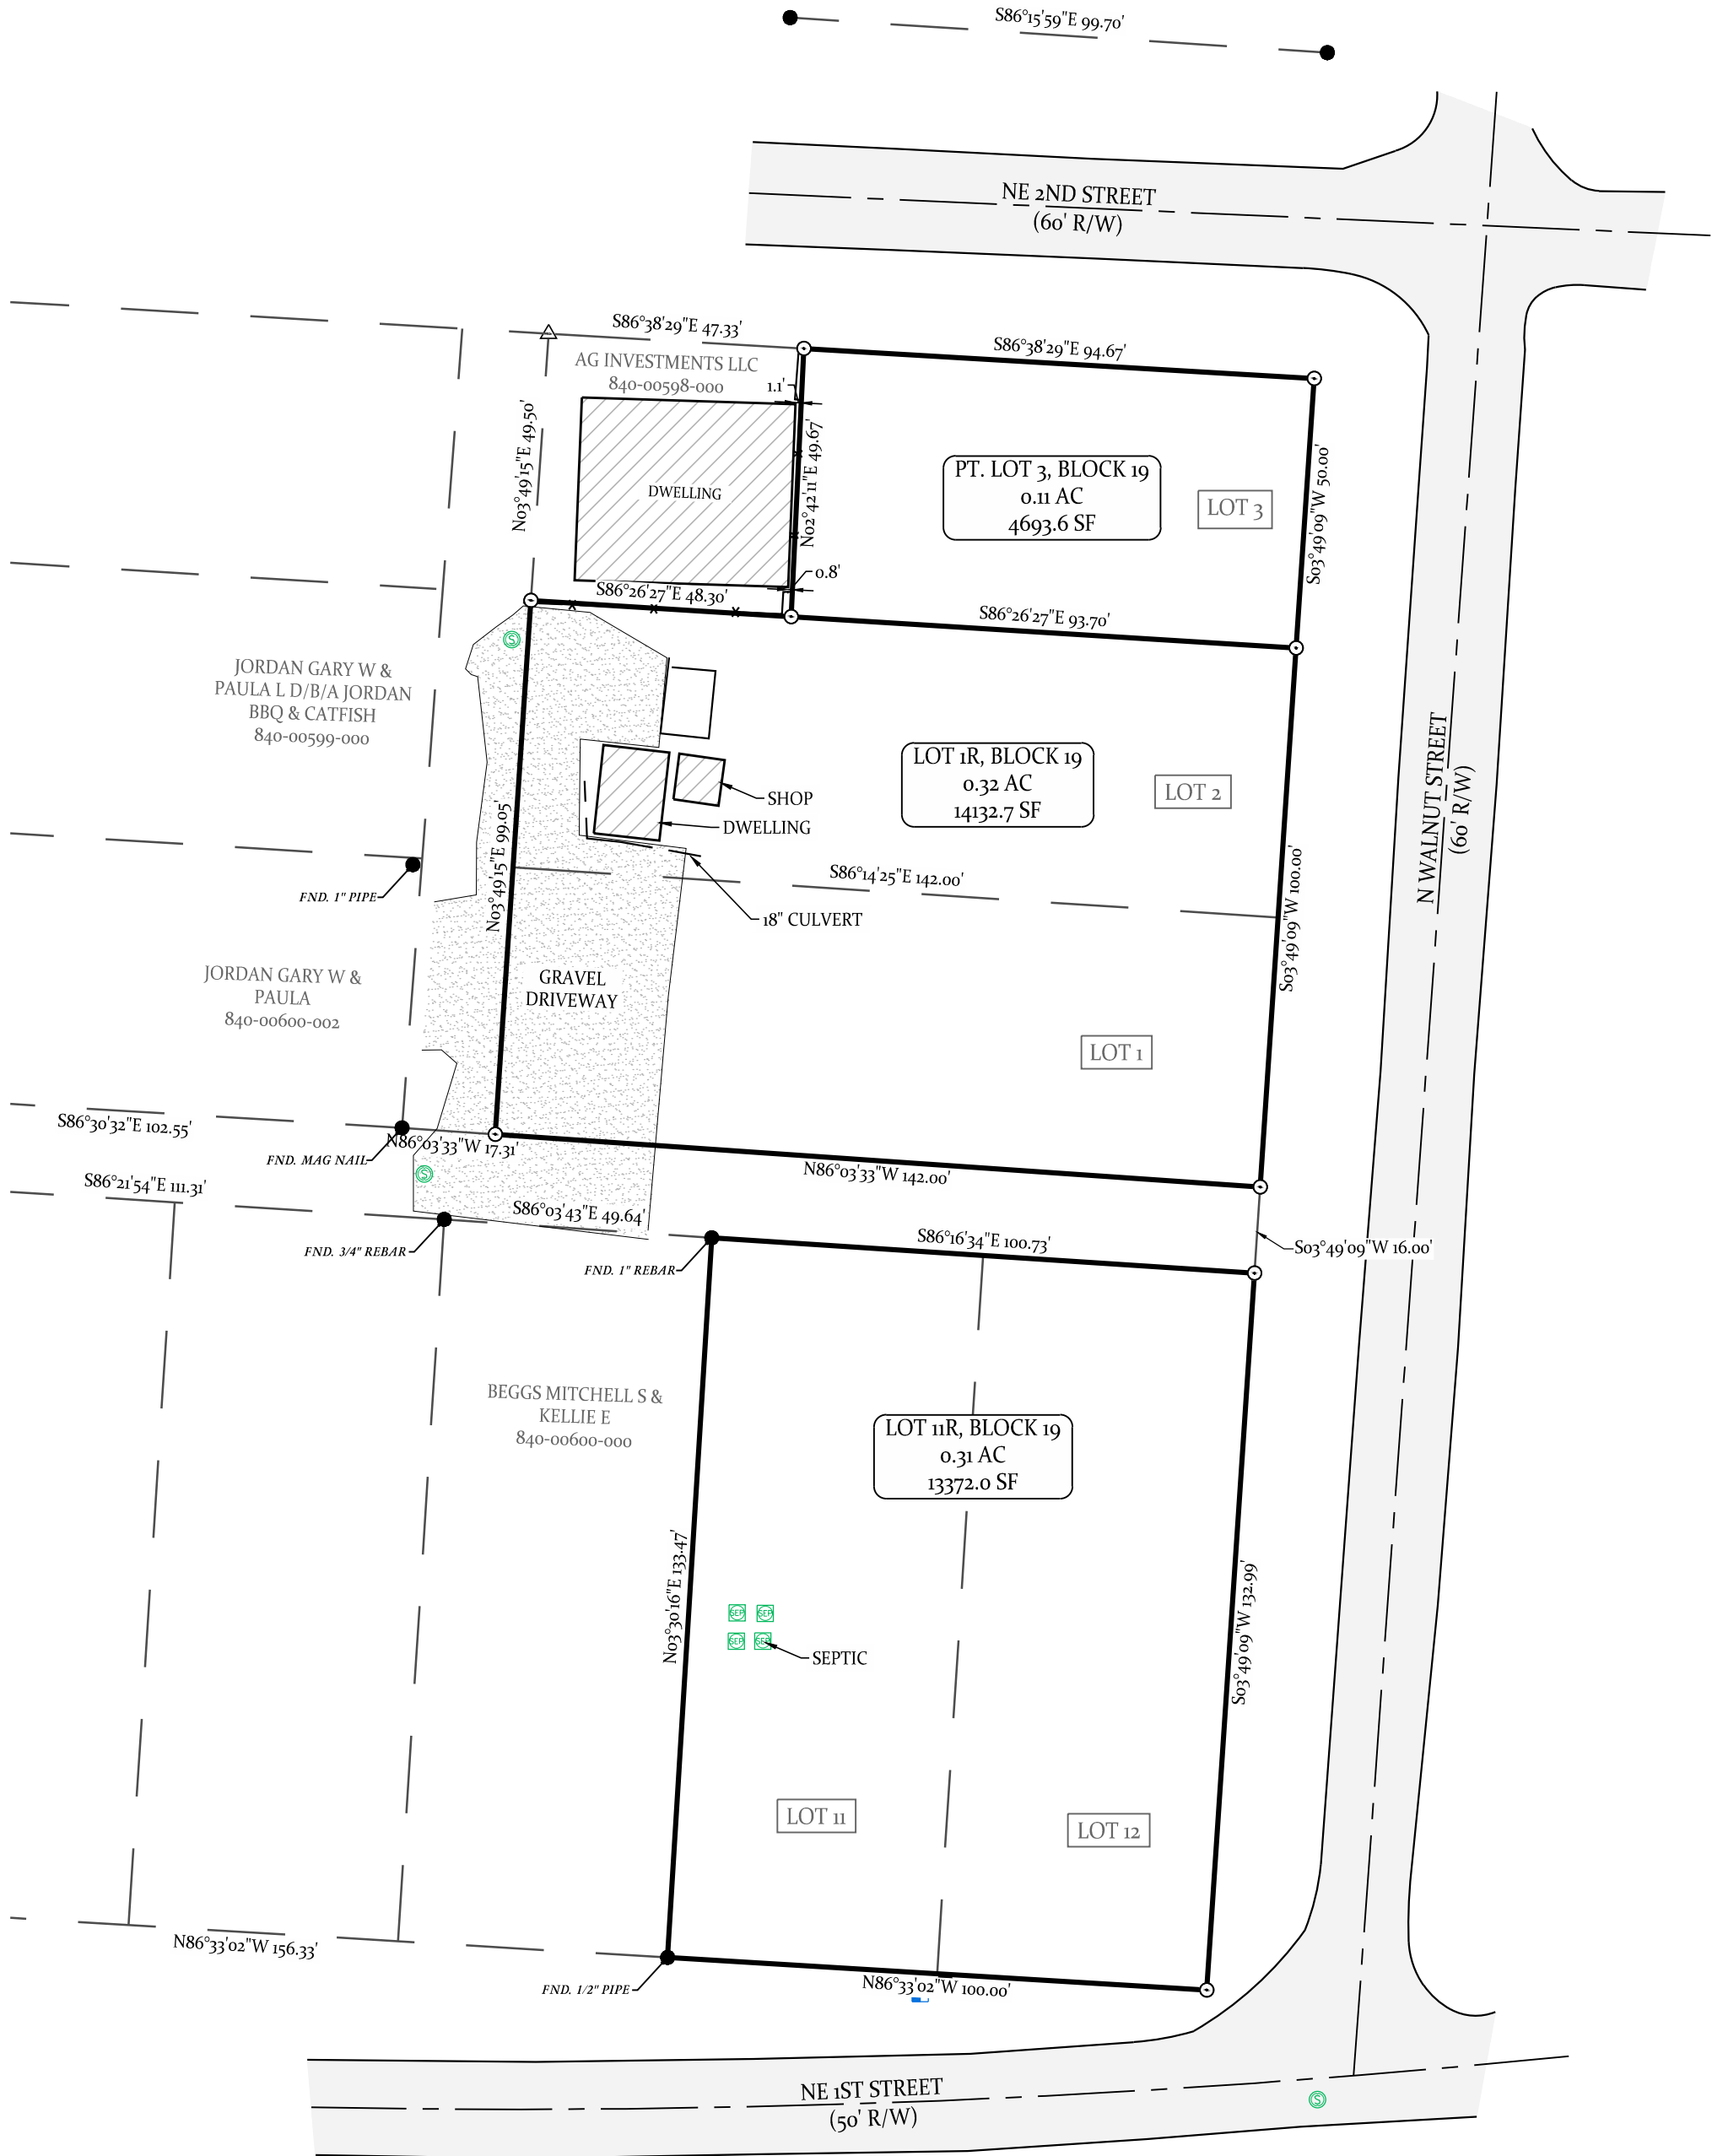 S86°15'59"E 99.70'
NE 2ND STREET
(60' R/W)
S86°38'29"E 47.33'
S86°38'29"E 94.67'
AG INVESTMENTS LLC
840-00598-000
1.1'
N03°49'15"E 49.50'
DWELLING
N02°42'11"E 49.67'
PT. LOT 3, BLOCK 19
0.11 AC
4693.6 SF
LOT 3
S03°49'09"W 50.00'
0.8'
S86°26'27"E 48.30'
S86°26'27"E 93.70'
S
JORDAN GARY W &
PAULA L D/B/A JORDAN
BBQ & CATFISH
840-00599-000
LOT 1R, BLOCK 19
0.32 AC
14132.7 SF
LOT 2
SHOP
DWELLING
N WALNUT STREET
(60' R/W)
N03°49'15"E 99.05'
S86°14'25"E 142.00'
FND. 1" PIPE
18" CULVERT
S03°49'09"W 100.00'
JORDAN GARY W &
PAULA
840-00600-002
GRAVEL
DRIVEWAY
LOT 1
S86°30'32"E 102.55'
N86°03'33"W 17.31'
FND. MAG NAIL
S
N86°03'33"W 142.00'
S86°21'54"E 111.31'
S86°03'43"E 49.64'
FND. 3/4" REBAR
FND. 1" REBAR
S86°16'34"E 100.73'
S03°49'09"W 16.00'
BEGGS MITCHELL S &
KELLIE E
840-00600-000
LOT 11R, BLOCK 19
0.31 AC
13372.0 SF
N03°30'16"E 133.47'
S03°49'09"W 132.99'
SEP SEP
SEP SEP
SEPTIC
LOT 11
LOT 12
N86°33'02"W 156.33'
FND. 1/2" PIPE
N86°33'02"W 100.00'
NE 1ST STREET
(50' R/W)
S